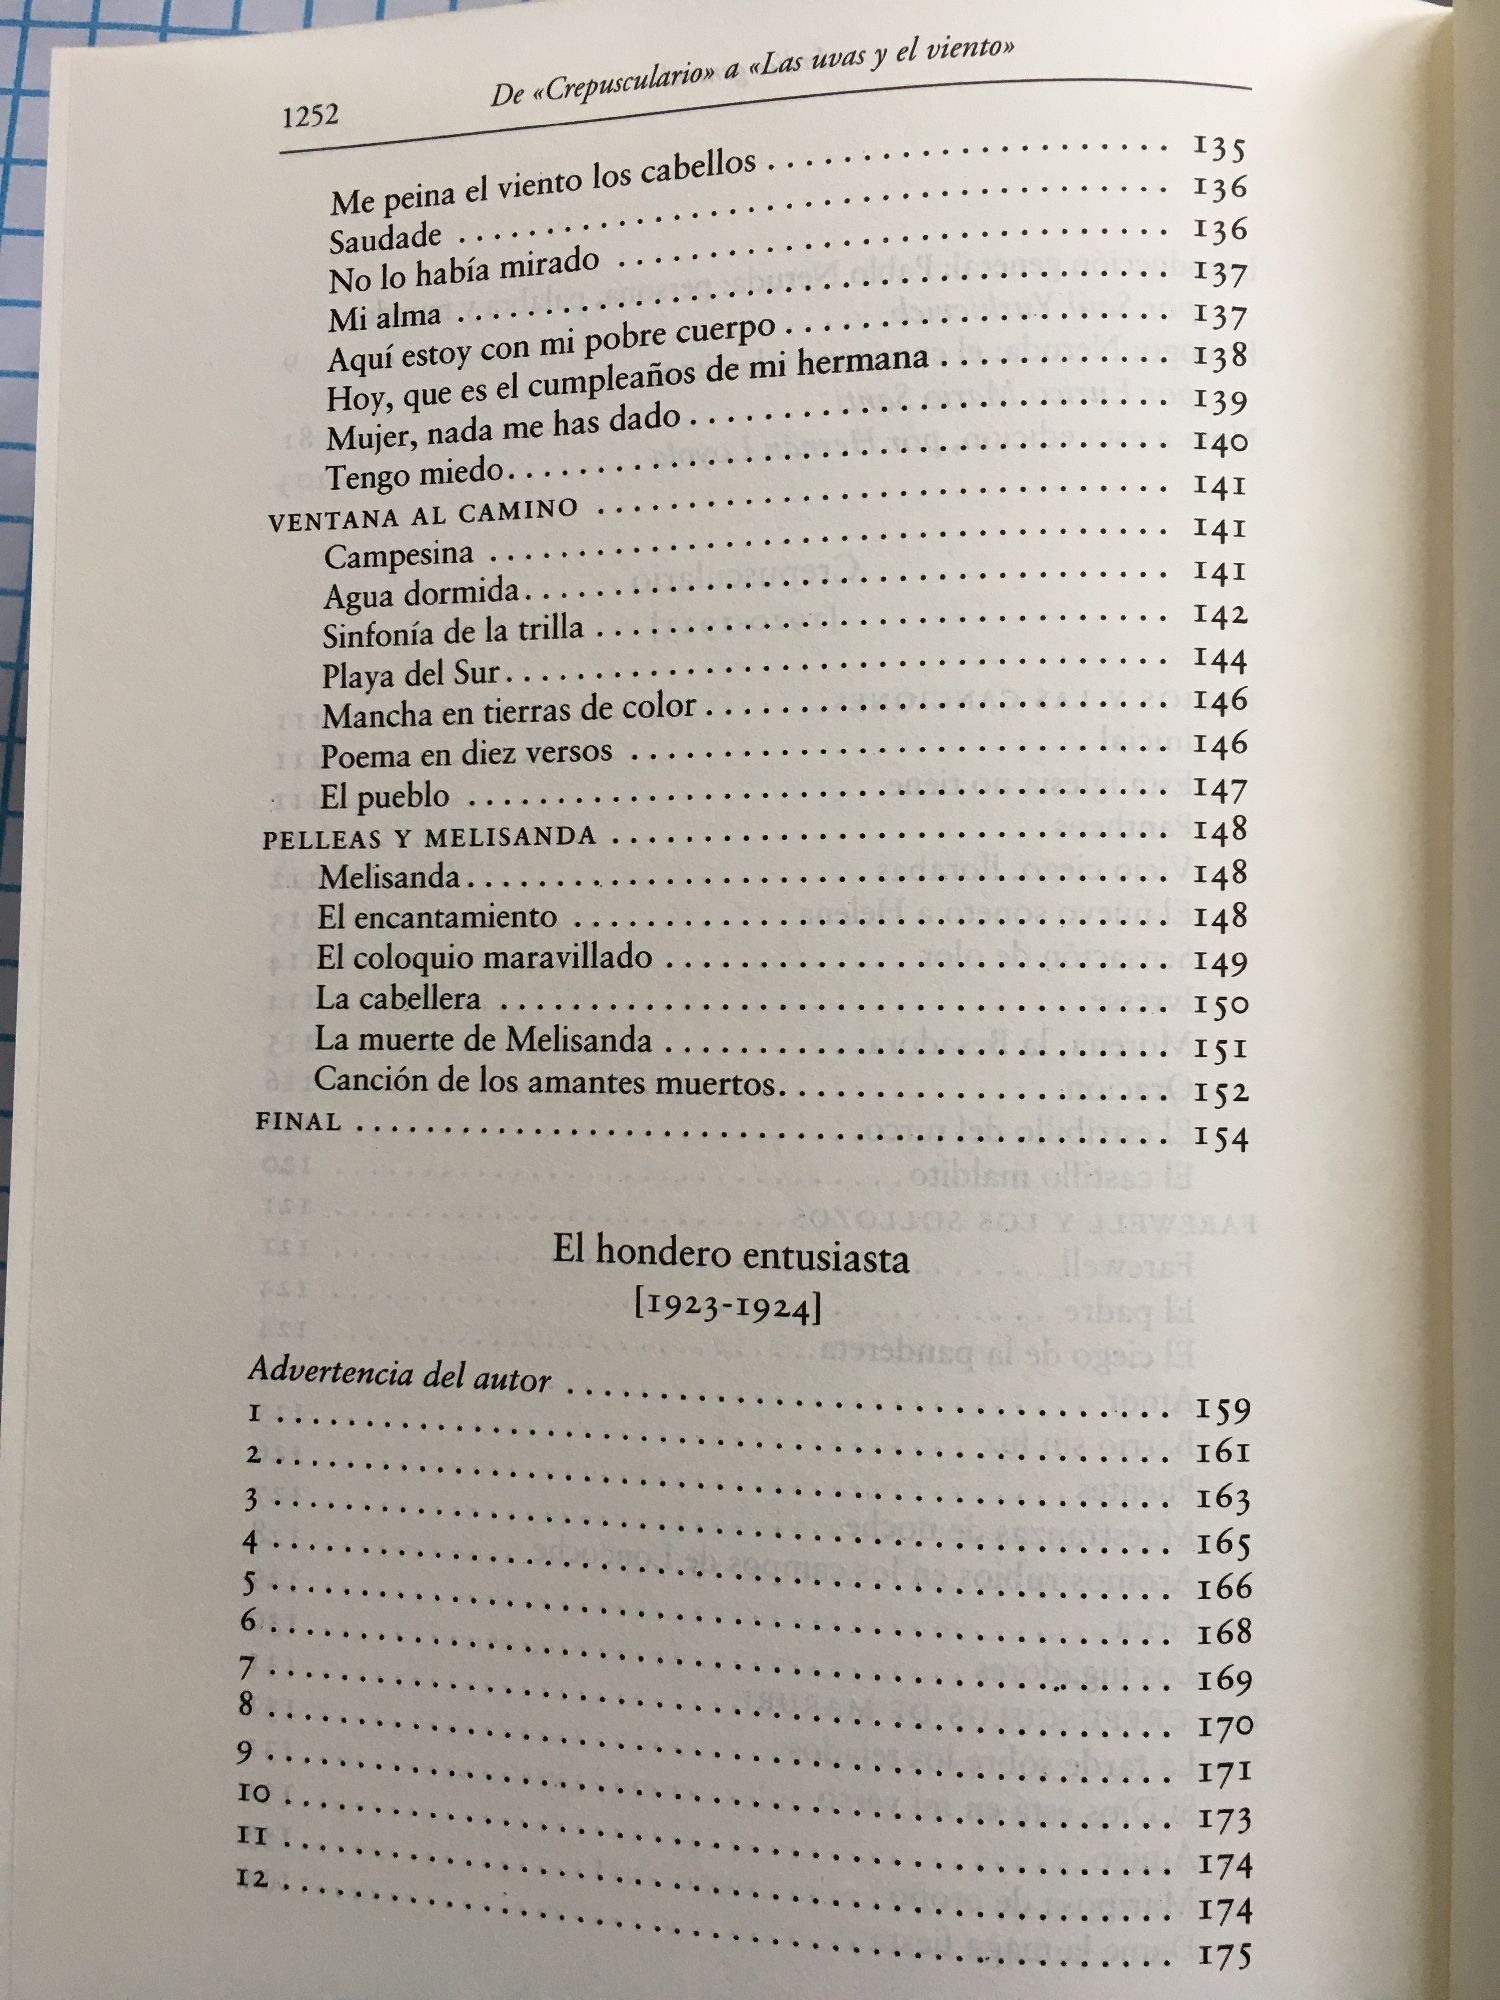 1252 De «Crepusculario» a «Las uvas y el viento»
Me peina el viento los cabellos . . . . . . . . . . . . . . . . . . . . . 135
Saudade . . . . . . . . . . . . . . . . . . . . . . . . . . . . . . . . . . . . . 136
No lo había mirado . . . . . . . . . . . . . . . . . . . . . . . . . . . . . 136
Mi alma . . . . . . . . . . . . . . . . . . . . . . . . . . . . . . . . . . . . . 137
Aquí estoy con mi pobre cuerpo . . . . . . . . . . . . . . . . . . . . 137
Hoy, que es el cumpleaños de mi hermana . . . . . . . . . . . . 138
Mujer, nada me has dado . . . . . . . . . . . . . . . . . . . . . . . . . 139
Tengo miedo . . . . . . . . . . . . . . . . . . . . . . . . . . . . . . . . . . 140
VENTANA AL CAMINO . . . . . . . . . . . . . . . . . . . . . . . . . . . . . . 141
Campesina . . . . . . . . . . . . . . . . . . . . . . . . . . . . . . . . . . . 141
Agua dormida . . . . . . . . . . . . . . . . . . . . . . . . . . . . . . . . . 141
Sinfonía de la trilla . . . . . . . . . . . . . . . . . . . . . . . . . . . . . . 142
Playa del Sur . . . . . . . . . . . . . . . . . . . . . . . . . . . . . . . . . . 144
Mancha en tierras de color . . . . . . . . . . . . . . . . . . . . . . . . 146
Poema en diez versos . . . . . . . . . . . . . . . . . . . . . . . . . . . . 146
El pueblo . . . . . . . . . . . . . . . . . . . . . . . . . . . . . . . . . . . . 147
PELLEAS Y MELISANDA . . . . . . . . . . . . . . . . . . . . . . . . . . . . . 148
Melisanda . . . . . . . . . . . . . . . . . . . . . . . . . . . . . . . . . . . . 148
El encantamiento . . . . . . . . . . . . . . . . . . . . . . . . . . . . . . . 148
El coloquio maravillado . . . . . . . . . . . . . . . . . . . . . . . . . . 149
La cabellera . . . . . . . . . . . . . . . . . . . . . . . . . . . . . . . . . . . 150
La muerte de Melisanda . . . . . . . . . . . . . . . . . . . . . . . . . . 151
Canción de los amantes muertos . . . . . . . . . . . . . . . . . . . . 152
FINAL . . . . . . . . . . . . . . . . . . . . . . . . . . . . . . . . . . . . . . . . . . 154
El hondero entusiasta
[1923-1924]
Advertencia del autor . . . . . . . . . . . . . . . . . . . . . . . . . . . . . . . 159
1 . . . . . . . . . . . . . . . . . . . . . . . . . . . . . . . . . . . . . . . . . . . . . . 161
2 . . . . . . . . . . . . . . . . . . . . . . . . . . . . . . . . . . . . . . . . . . . . . . 163
3 . . . . . . . . . . . . . . . . . . . . . . . . . . . . . . . . . . . . . . . . . . . . . . 165
4 . . . . . . . . . . . . . . . . . . . . . . . . . . . . . . . . . . . . . . . . . . . . . . 166
5 . . . . . . . . . . . . . . . . . . . . . . . . . . . . . . . . . . . . . . . . . . . . . . 168
6 . . . . . . . . . . . . . . . . . . . . . . . . . . . . . . . . . . . . . . . . . . . . . . 169
7 . . . . . . . . . . . . . . . . . . . . . . . . . . . . . . . . . . . . . . . . . . . . . . 170
8 . . . . . . . . . . . . . . . . . . . . . . . . . . . . . . . . . . . . . . . . . . . . . . 171
9 . . . . . . . . . . . . . . . . . . . . . . . . . . . . . . . . . . . . . . . . . . . . . . 173
10 . . . . . . . . . . . . . . . . . . . . . . . . . . . . . . . . . . . . . . . . . . . . . 174
11 . . . . . . . . . . . . . . . . . . . . . . . . . . . . . . . . . . . . . . . . . . . . . 174
12 . . . . . . . . . . . . . . . . . . . . . . . . . . . . . . . . . . . . . . . . . . . . . 175